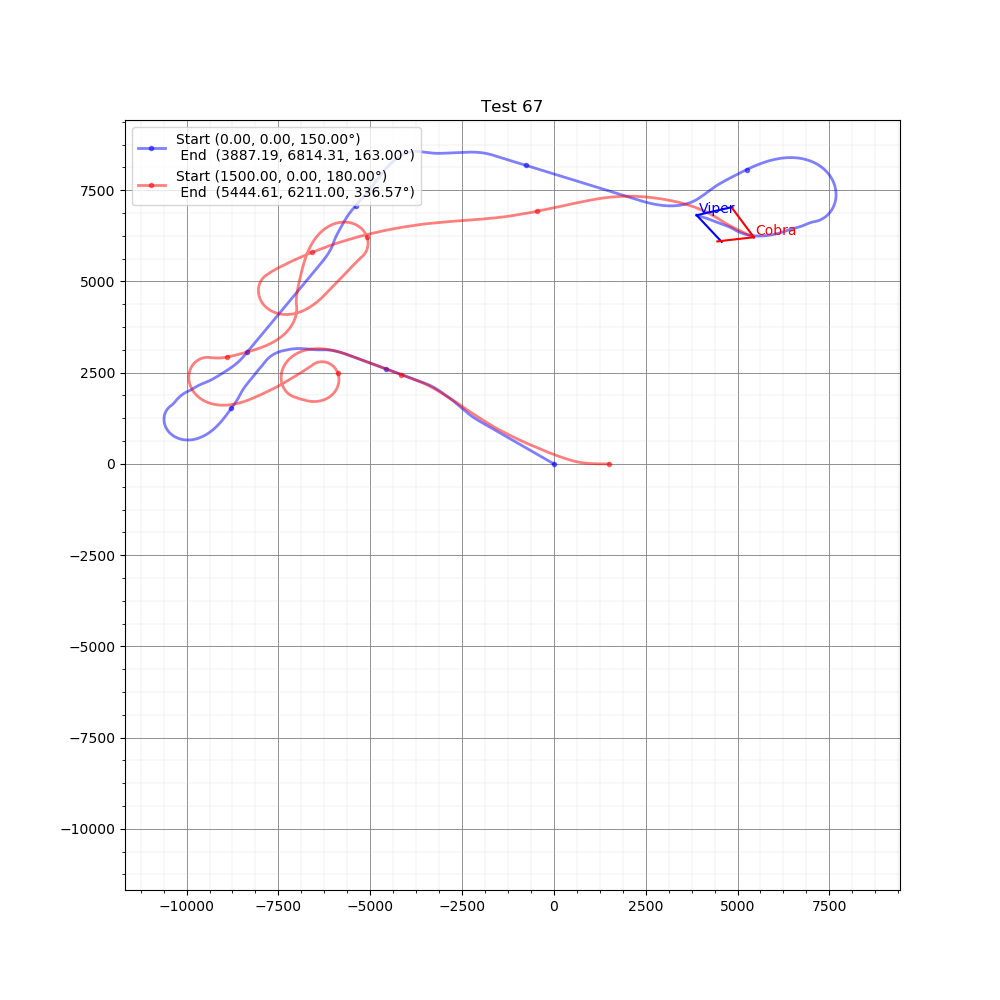 Test 67
Start (0.00, 0.00, 150.00°)
End  (3887.19, 6814.31, 163.00°)
Start (1500.00, 0.00, 180.00°)
End  (5444.61, 6211.00, 336.57°)
Viper
Cobra
7500
5000
2500
0
−2500
−5000
−7500
−10000
−10000 −7500 −5000 −2500 0 2500 5000 7500